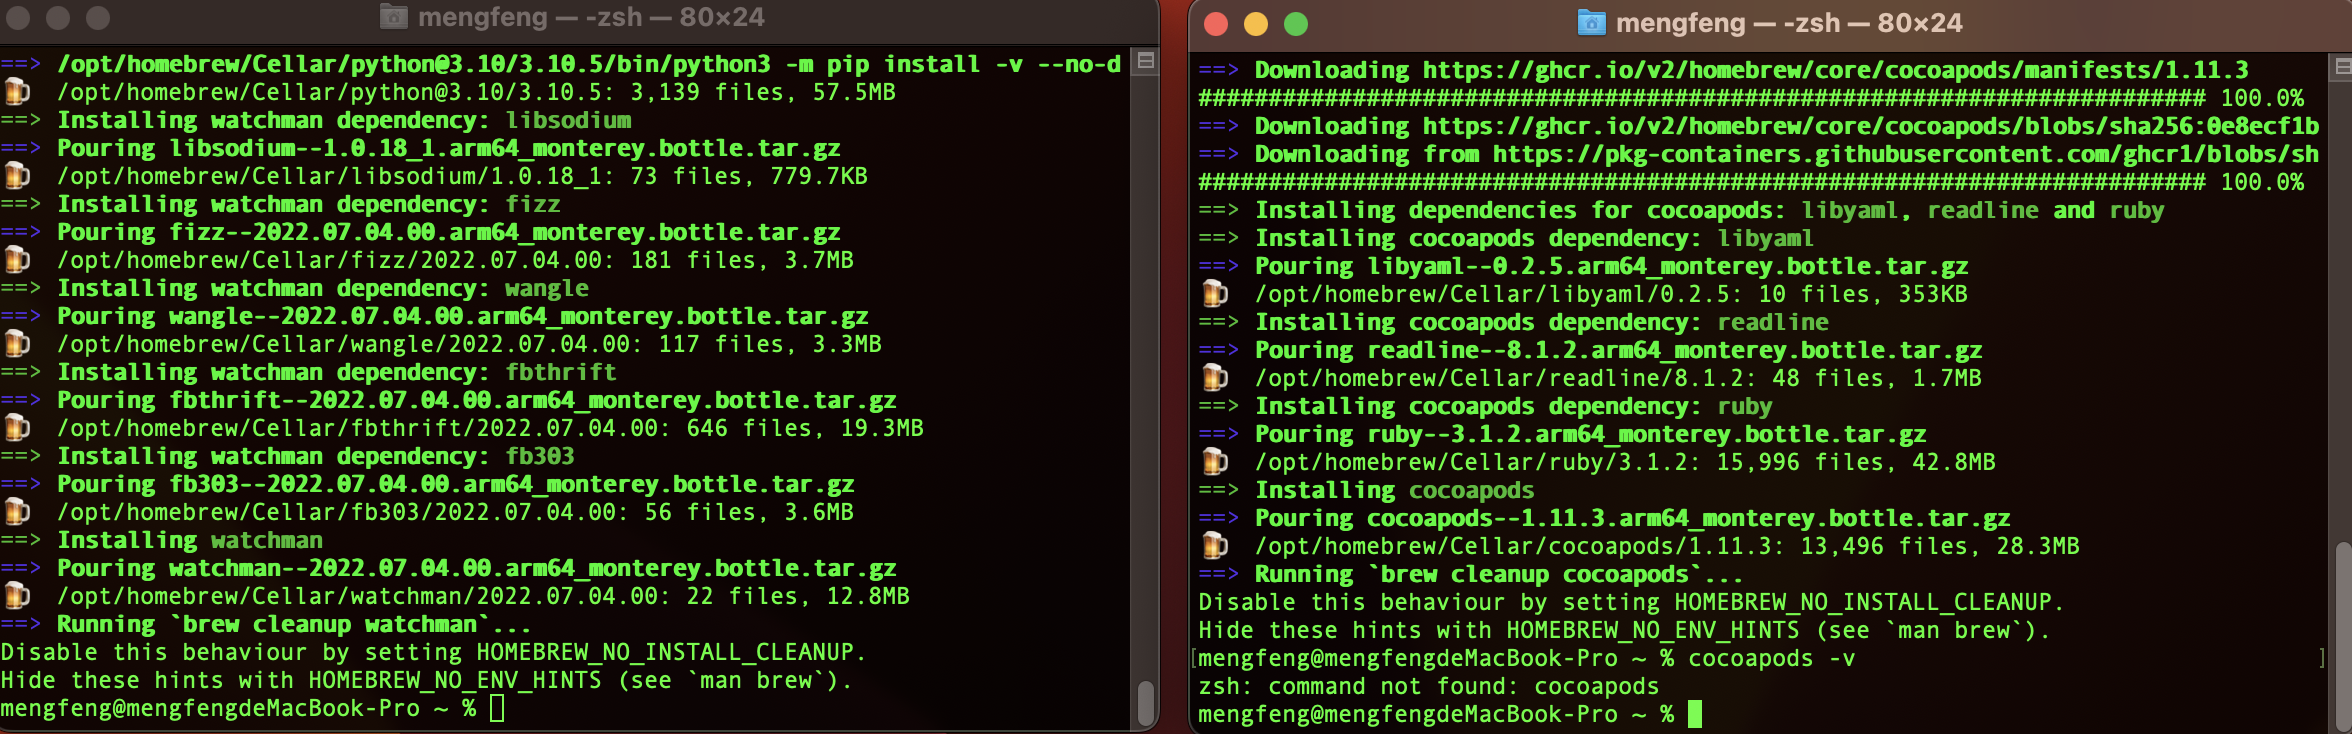 mengfeng — -zsh — 80×24
==> /opt/homebrew/Cellar/python@3.10/3.10.5/bin/python3 -m pip install -v --no-d
/opt/homebrew/Cellar/python@3.10/3.10.5: 3,139 files, 57.5MB
==> Installing watchman dependency: libsodium
==> Pouring libsodium--1.0.18_1.arm64_monterey.bottle.tar.gz
/opt/homebrew/Cellar/libsodium/1.0.18_1: 73 files, 779.7KB
==> Installing watchman dependency: fizz
==> Pouring fizz--2022.07.04.00.arm64_monterey.bottle.tar.gz
/opt/homebrew/Cellar/fizz/2022.07.04.00: 181 files, 3.7MB
==> Installing watchman dependency: wangle
==> Pouring wangle--2022.07.04.00.arm64_monterey.bottle.tar.gz
/opt/homebrew/Cellar/wangle/2022.07.04.00: 117 files, 3.3MB
==> Installing watchman dependency: fbthrift
==> Pouring fbthrift--2022.07.04.00.arm64_monterey.bottle.tar.gz
/opt/homebrew/Cellar/fbthrift/2022.07.04.00: 646 files, 19.3MB
==> Installing watchman dependency: fb303
==> Pouring fb303--2022.07.04.00.arm64_monterey.bottle.tar.gz
/opt/homebrew/Cellar/fb303/2022.07.04.00: 56 files, 3.6MB
==> Installing watchman
==> Pouring watchman--2022.07.04.00.arm64_monterey.bottle.tar.gz
/opt/homebrew/Cellar/watchman/2022.07.04.00: 22 files, 12.8MB
==> Running `brew cleanup watchman`...
Disable this behaviour by setting HOMEBREW_NO_INSTALL_CLEANUP.
Hide these hints with HOMEBREW_NO_ENV_HINTS (see `man brew`).
mengfeng@mengfengdeMacBook-Pro ~ %
mengfeng — -zsh — 80×24
==> Downloading https://ghcr.io/v2/homebrew/core/cocoapods/manifests/1.11.3
######################################################################## 100.0%
==> Downloading https://ghcr.io/v2/homebrew/core/cocoapods/blobs/sha256:0e8ecf1b
==> Downloading from https://pkg-containers.githubusercontent.com/ghcr1/blobs/sh
######################################################################## 100.0%
==> Installing dependencies for cocoapods: libyaml, readline and ruby
==> Installing cocoapods dependency: libyaml
==> Pouring libyaml--0.2.5.arm64_monterey.bottle.tar.gz
/opt/homebrew/Cellar/libyaml/0.2.5: 10 files, 353KB
==> Installing cocoapods dependency: readline
==> Pouring readline--8.1.2.arm64_monterey.bottle.tar.gz
/opt/homebrew/Cellar/readline/8.1.2: 48 files, 1.7MB
==> Installing cocoapods dependency: ruby
==> Pouring ruby--3.1.2.arm64_monterey.bottle.tar.gz
/opt/homebrew/Cellar/ruby/3.1.2: 15,996 files, 42.8MB
==> Installing cocoapods
==> Pouring cocoapods--1.11.3.arm64_monterey.bottle.tar.gz
/opt/homebrew/Cellar/cocoapods/1.11.3: 13,496 files, 28.3MB
==> Running `brew cleanup cocoapods`...
Disable this behaviour by setting HOMEBREW_NO_INSTALL_CLEANUP.
Hide these hints with HOMEBREW_NO_ENV_HINTS (see `man brew`).
[mengfeng@mengfengdeMacBook-Pro ~ % cocoapods -v ]
zsh: command not found: cocoapods
mengfeng@mengfengdeMacBook-Pro ~ %